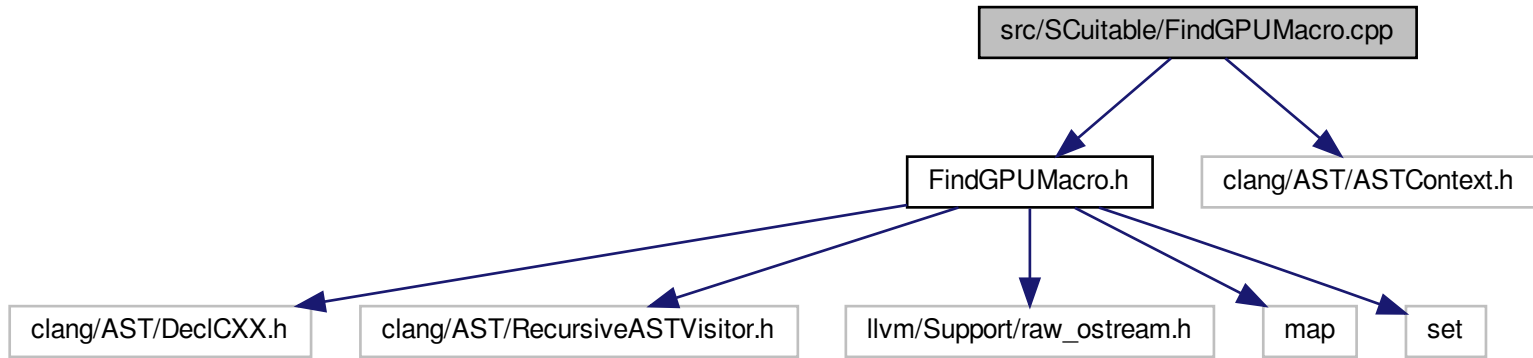 src/SCuitable/FindGPUMacro.cpp
FindGPUMacro.h
clang/AST/ASTContext.h
clang/AST/DeclCXX.h
clang/AST/RecursiveASTVisitor.h
llvm/Support/raw_ostream.h
map
set